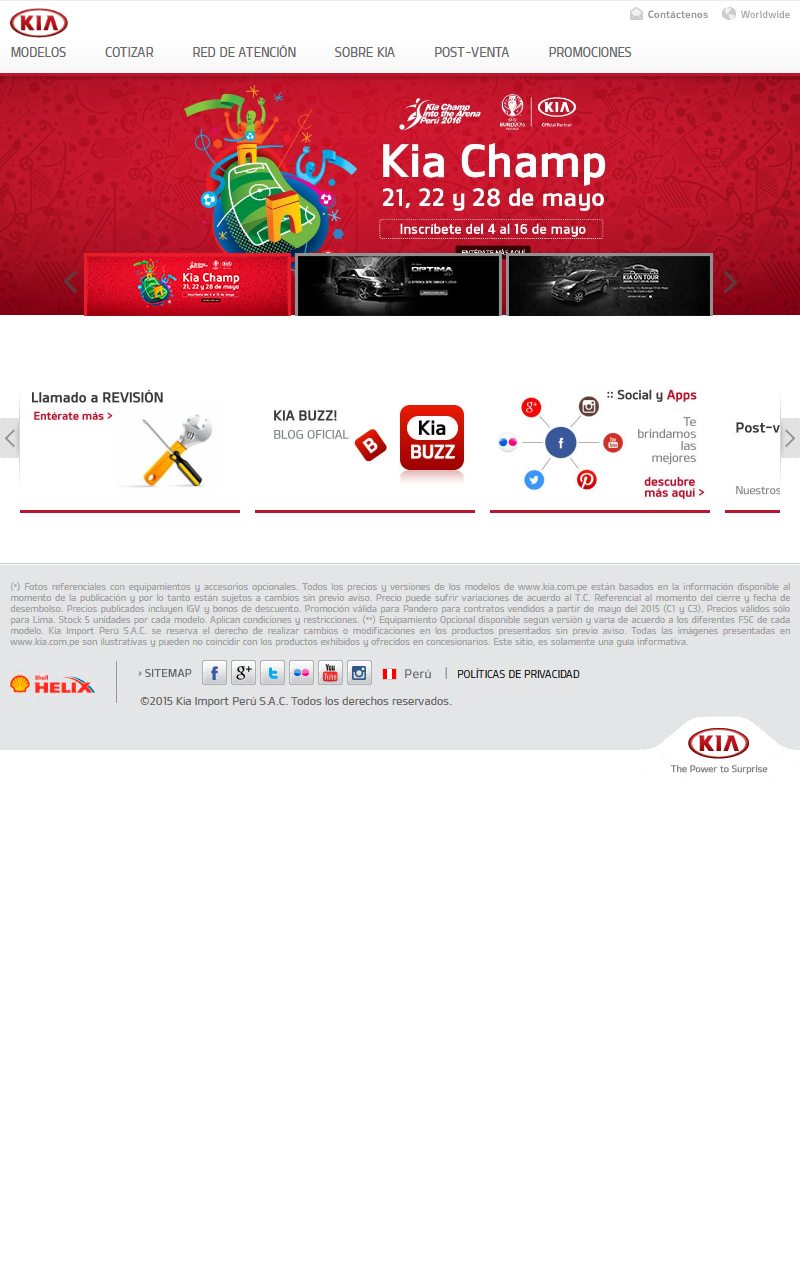 KIA
Contáctenos
Worldwide
MODELOS
COTIZAR
RED DE ATENCIÓN
SOBRE KIA
POST-VENTA
PROMOCIONES
Kia Champ
into the Arena
Perú 2016
EURO2016
KIA
Official Partner
Kia Champ
21, 22 y 28 de mayo
Inscríbete del 4 al 16 de mayo
ENTÉRATE MÁS AQUÍ
Kia Champ
21, 22 y 28 de mayo
Inscríbete del 4 al 16 de mayo
OPTIMA
KIA ON TOUR
Llamado a REVISIÓN
Entérate más >
KIA BUZZ!
BLOG OFICIAL
B
Kia
BUZZ
:: Social y Apps
Te
brindamos
las
mejores
descubre
más aquí >
g+
f
You
Tube
Post-v
Nuestros
(*) Fotos referenciales con equipamientos y accesorios opcionales. Todos los precios y versiones de los modelos de www.kia.com.pe están basados en la información disponible al
momento de la publicación y por lo tanto están sujetos a cambios sin previo aviso. Precio puede sufrir variaciones de acuerdo al T.C. Referencial al momento del cierre y fecha de
desembolso. Precios publicados incluyen IGV y bonos de descuento. Promoción válida para Pandero para contratos vendidos a partir de mayo del 2015 (C1 y C3). Precios válidos sólo
para Lima. Stock 5 unidades por cada modelo. Aplican condiciones y restricciones. (**) Equipamiento Opcional disponible según versión y varía de acuerdo a los diferentes FSC de cada
modelo. Kia Import Perú S.A.C. se reserva el derecho de realizar cambios o modificaciones en los productos presentados sin previo aviso. Todas las imágenes presentadas en
www.kia.com.pe son ilustrativas y pueden no coincidir con los productos exhibidos y ofrecidos en concesionarios. Este sitio, es solamente una guía informativa.
Shell
HELIX
SITEMAP
f
g+
You
Tube
Perú
|
POLÍTICAS DE PRIVACIDAD
©2015 Kia Import Perú S.A.C. Todos los derechos reservados.
KIA
The Power to Surprise